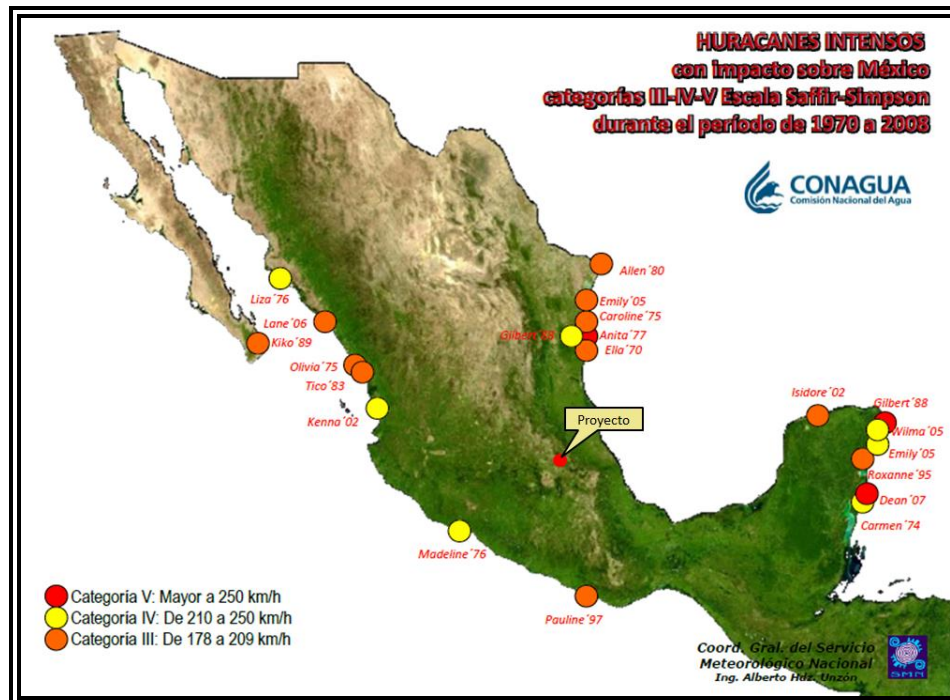 HURACANES INTENSOS
con impacto sobre México
categorías III-IV-V Escala Saffir-Simpson
durante el período de 1970 a 2008
CONAGUA
Comisión Nacional del Agua
Allen´80
Liza´76
Emily´05
Caroline´75
Lane´06
Gilbert´88
Anita´77
Kiko´89
Ella´70
Olivia´75
Tico´83
Isidore´02
Gilbert´88
Kenna´02
Proyecto
Wilma´05
Emily´05
Roxanne´95
Dean´07
Carmen´74
Madeline´76
Categoría V: Mayor a 250 km/h
Categoría IV: De 210 a 250 km/h
Categoría III: De 178 a 209 km/h
Pauline´97
Coord. Gral. del Servicio
Meteorológico Nacional
Ing. Alberto Hdz. Unzón
SMN